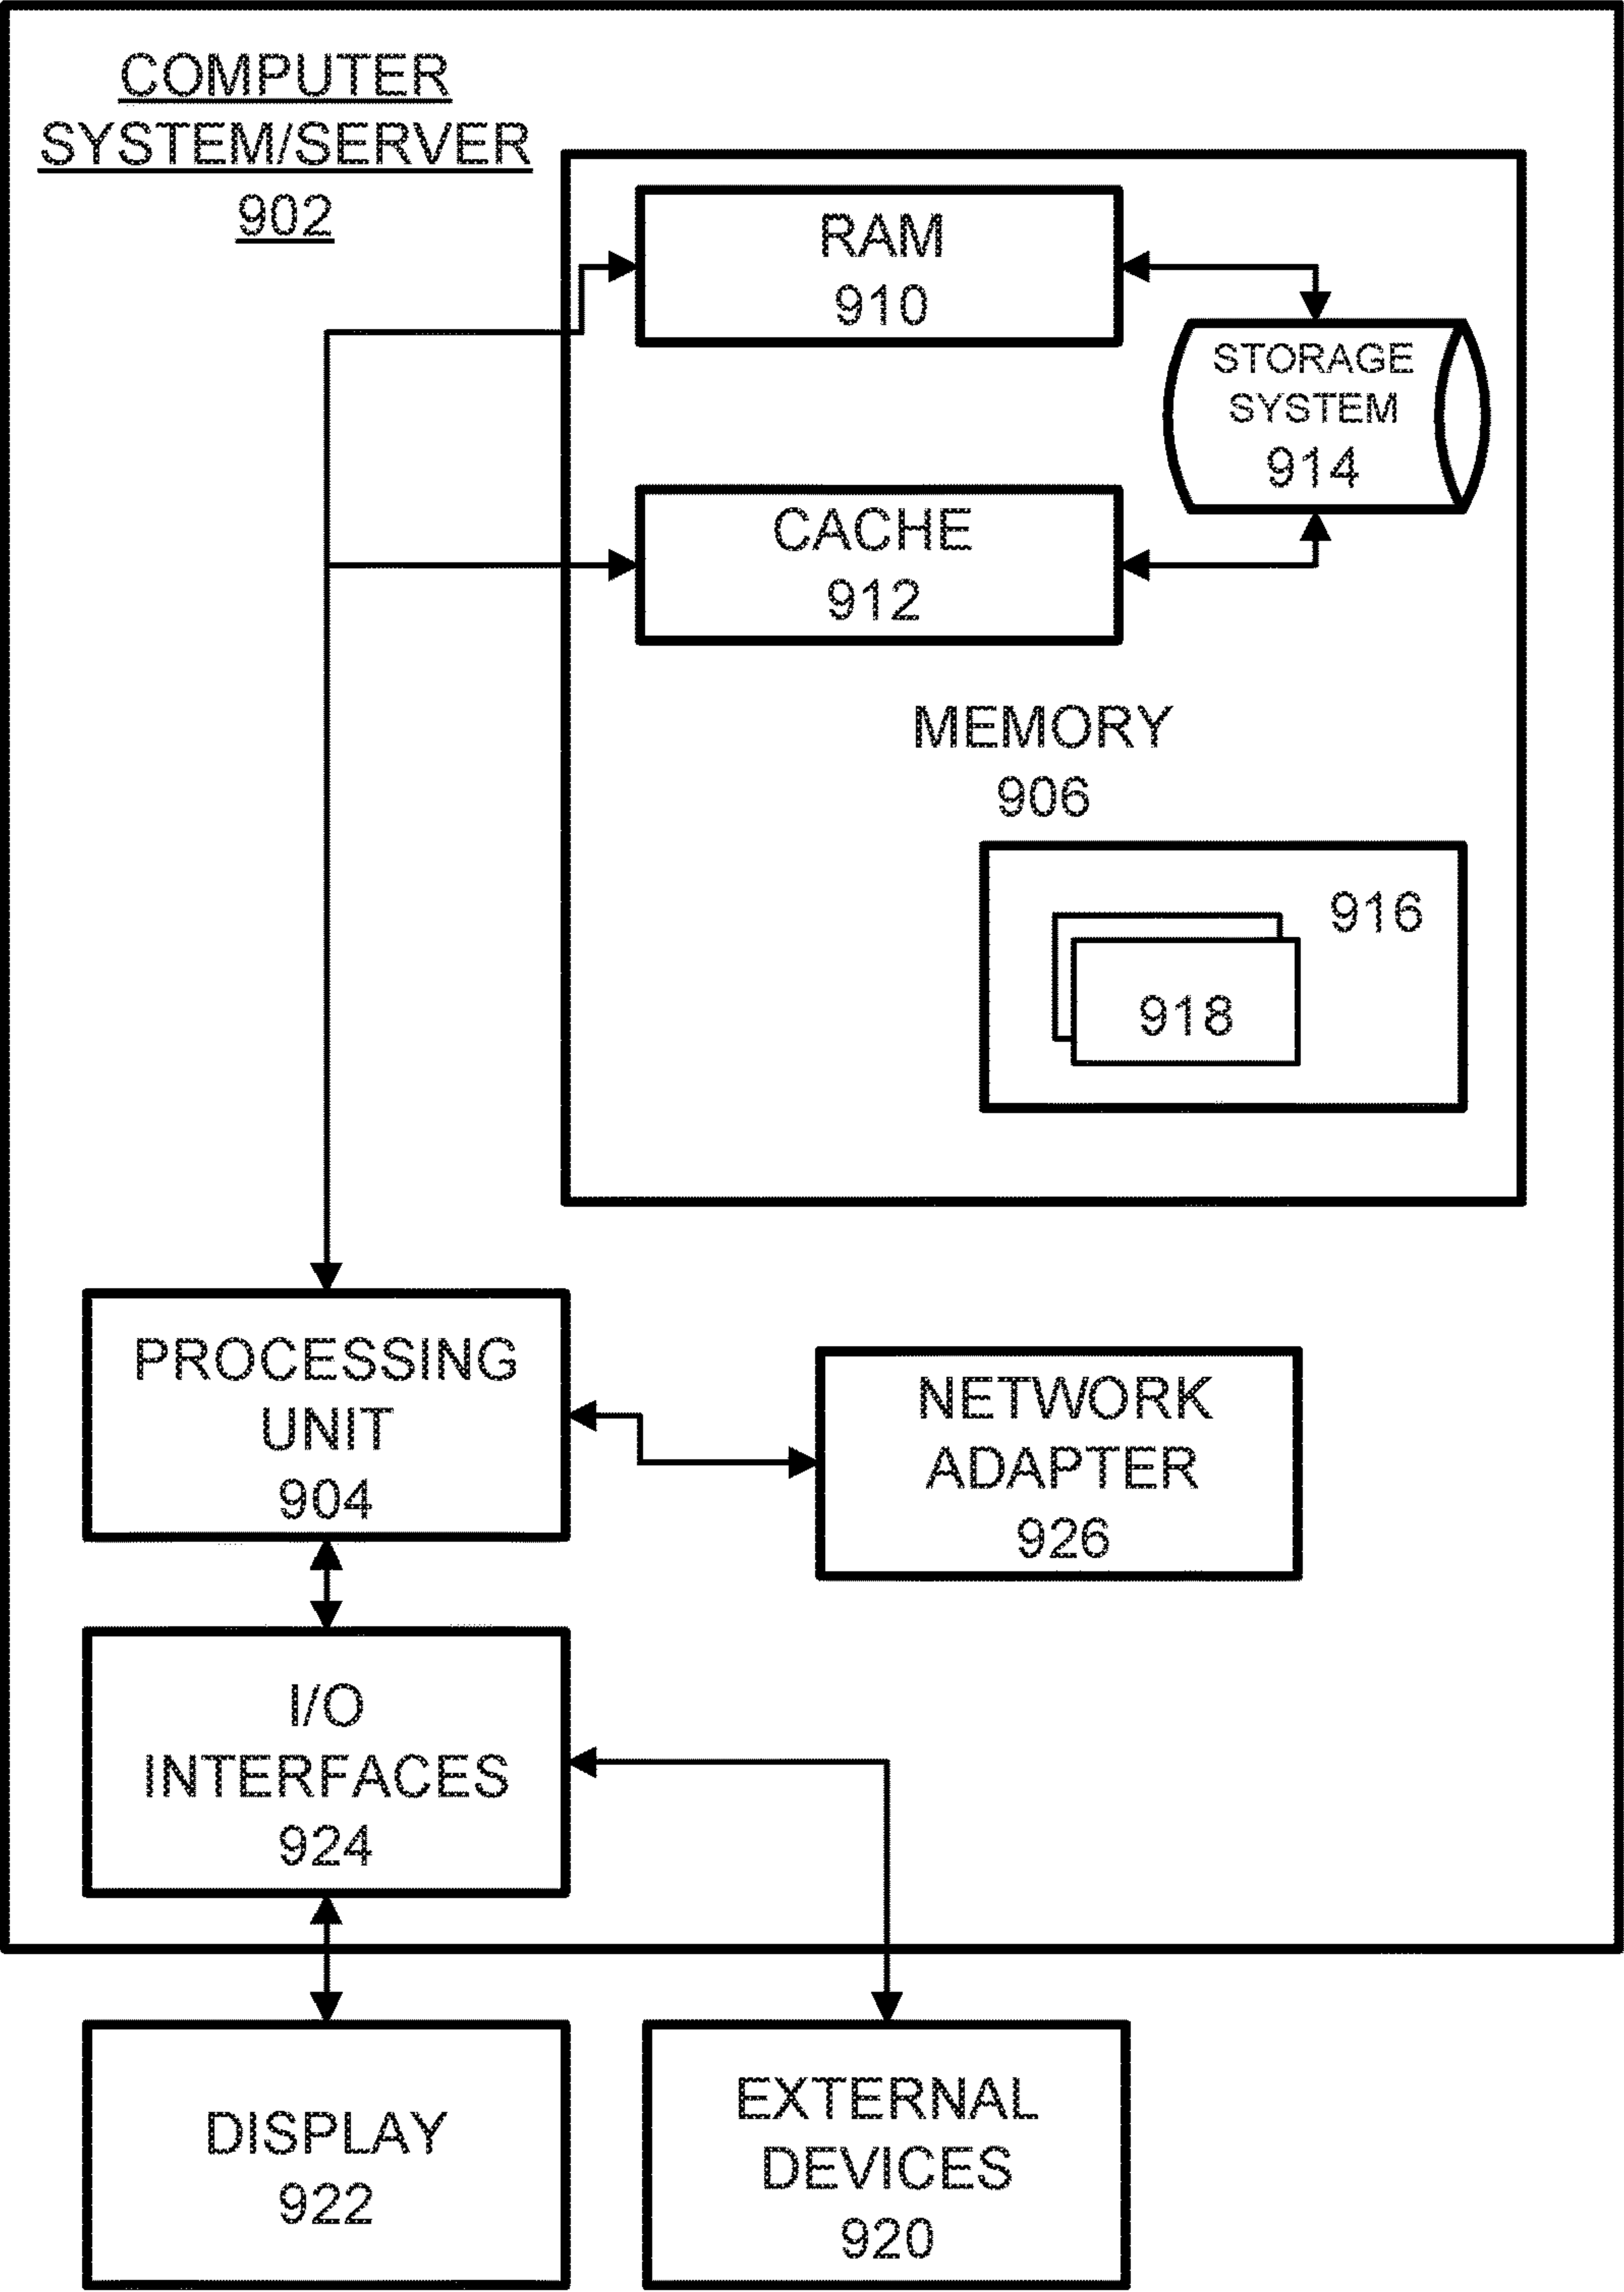 COMPUTER
SYSTEM/SERVER
902
RAM
910
STORAGE
SYSTEM
914
CACHE
912
MEMORY
906
916
918
PROCESSING
UNIT
904
NETWORK
ADAPTER
926
I/O
INTERFACES
924
DISPLAY
922
EXTERNAL
DEVICES
920